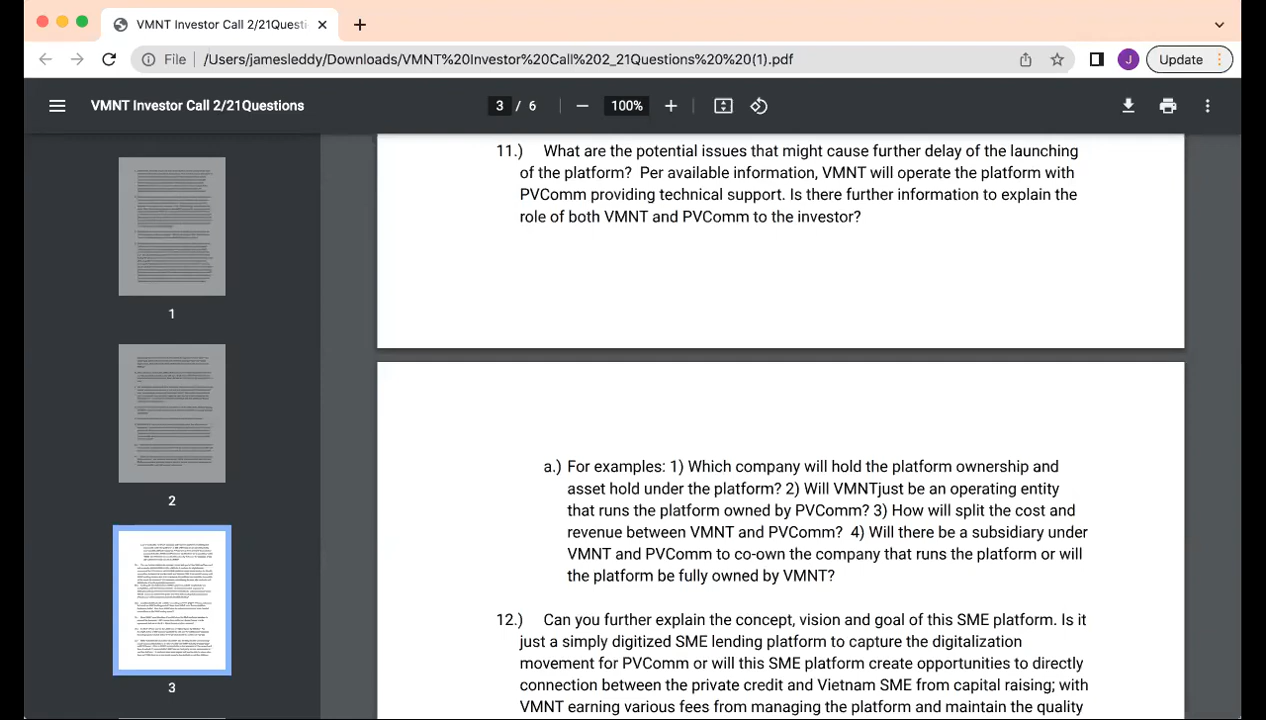 VMNT Investor Call 2/21Questi
File
/Users/jamesleddy/Downloads/VMNT%20Investor%20Call%202_21Questions%20%20(1).pdf
J
Update
VMNT Investor Call 2/21Questions
3 / 6
100%
11.) What are the potential issues that might cause further delay of the launching
of the platform? Per available information, VMNT will operate the platform with
PVComm providing technical support. Is there further information to explain the
role of both VMNT and PVComm to the investor?
a.) For examples: 1) Which company will hold the platform ownership and
asset hold under the platform? 2) Will VMNTjust be an operating entity
that runs the platform owned by PVComm? 3) How will split the cost and
revenue between VMNT and PVComm? 4) Will there be a subsidiary under
VMNT and PVComm to co-own the company that runs the platform or will
the platform be fully owned by VMNT?
12.) Can you further explain the concept, vision and goal of this SME platform. Is it
just a simply digitized SME lending platform to capture the digitalization
movement for PVComm or will this SME platform create opportunities to directly
connection between the private credit and Vietnam SME from capital raising; with
VMNT earning various fees from managing the platform and maintain the quality
1
2
3